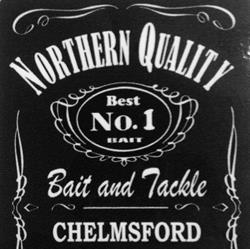 NORTHERN QUALITY
Best
No.1
BAIT
Bait and Tackle
CHELMSFORD